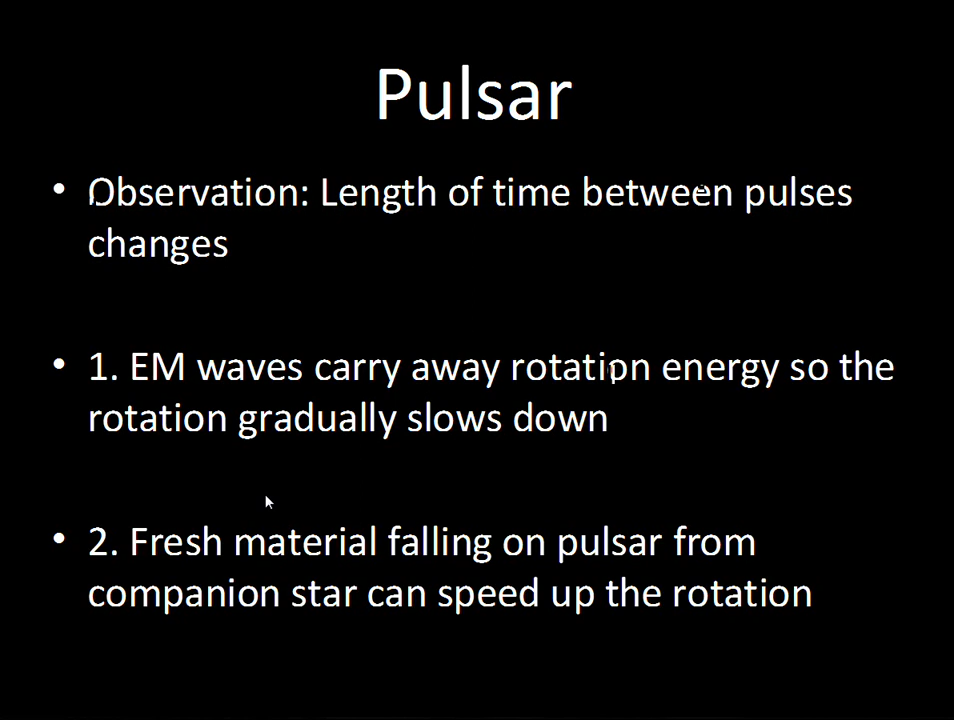 Pulsar
• Observation: Length of time between pulses
changes
• 1. EM waves carry away rotation energy so the
rotation gradually slows down
• 2. Fresh material falling on pulsar from
companion star can speed up the rotation